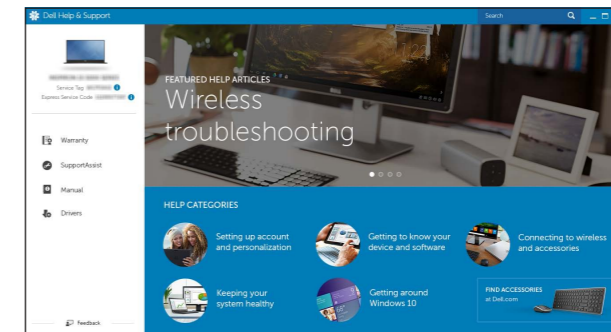 Dell Help & Support
Search
Service Tag
Express Service Code
Warranty
SupportAssist
Manual
Drivers
Feedback
FEATURED HELP ARTICLES
Wireless
troubleshooting
HELP CATEGORIES
Setting up account
and personalization
Getting to know your
device and software
Connecting to wireless
and accessories
Keeping your
system healthy
Getting around
Windows 10
FIND ACCESSORIES
at Dell.com